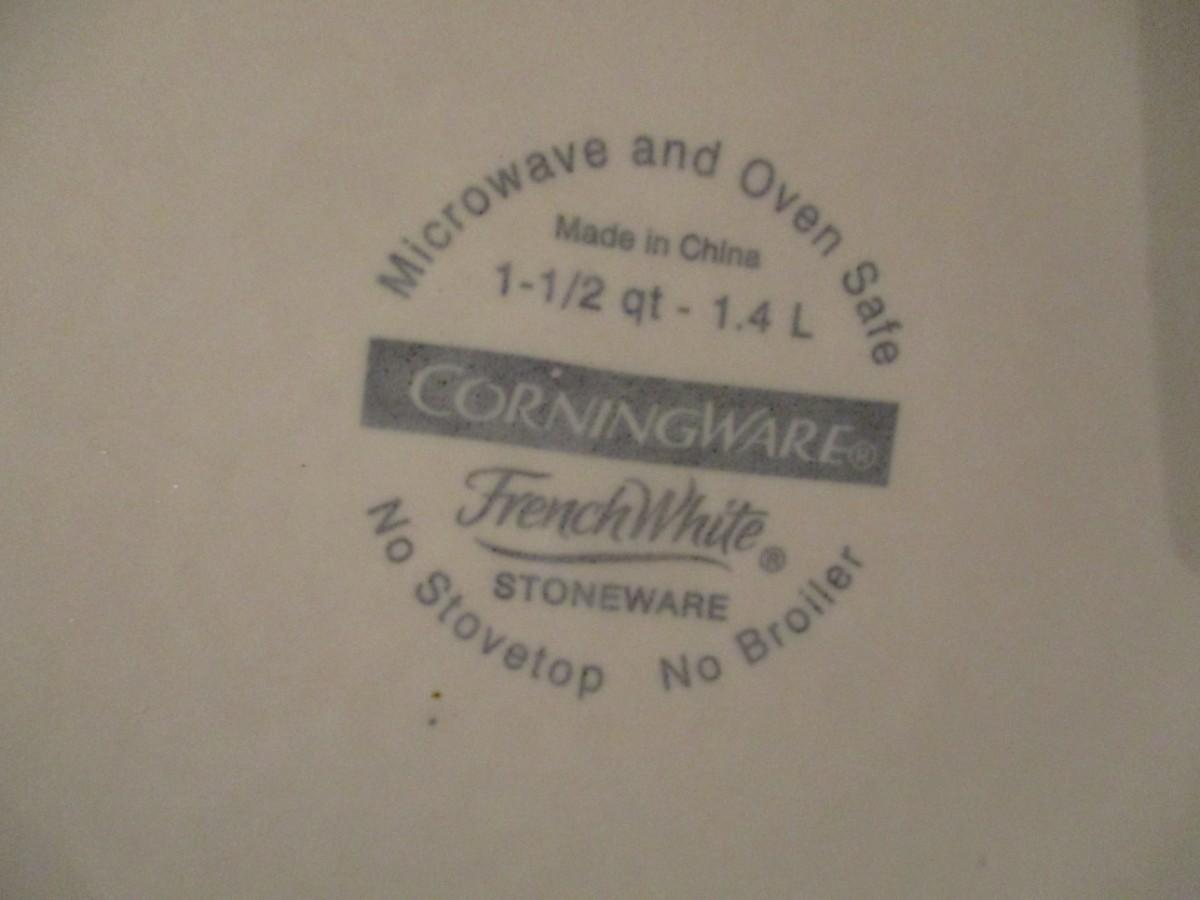 Microwave and Oven Safe
Made in China
1-1/2 qt - 1.4 L
CORNINGWARE®
FrenchWhite®
STONEWARE
No Stovetop No Broiler